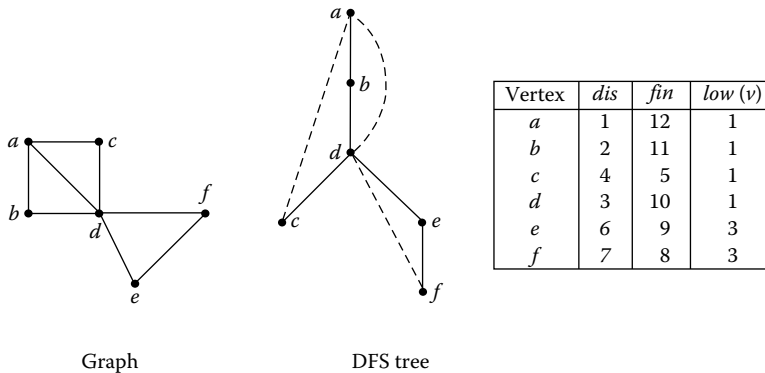 a
b
d
c
e
f
a
c
b
d
f
e
Vertex dis fin low (v)
a 1 12 1
b 2 11 1
c 4 5 1
d 3 10 1
e 6 9 3
f 7 8 3
Graph
DFS tree